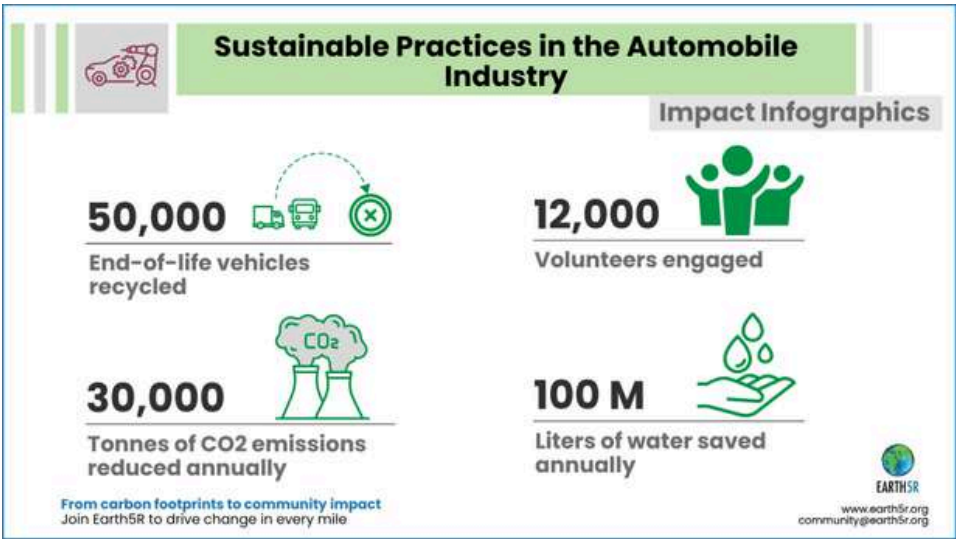 Sustainable Practices in the Automobile
Industry
Impact Infographics
50,000
End-of-life vehicles
recycled
12,000
Volunteers engaged
CO2
30,000
Tonnes of CO2 emissions
reduced annually
100 M
Liters of water saved
annually
From carbon footprints to community impact
Join Earth5R to drive change in every mile
EARTH5R
www.earth5r.org
community@earth5r.org